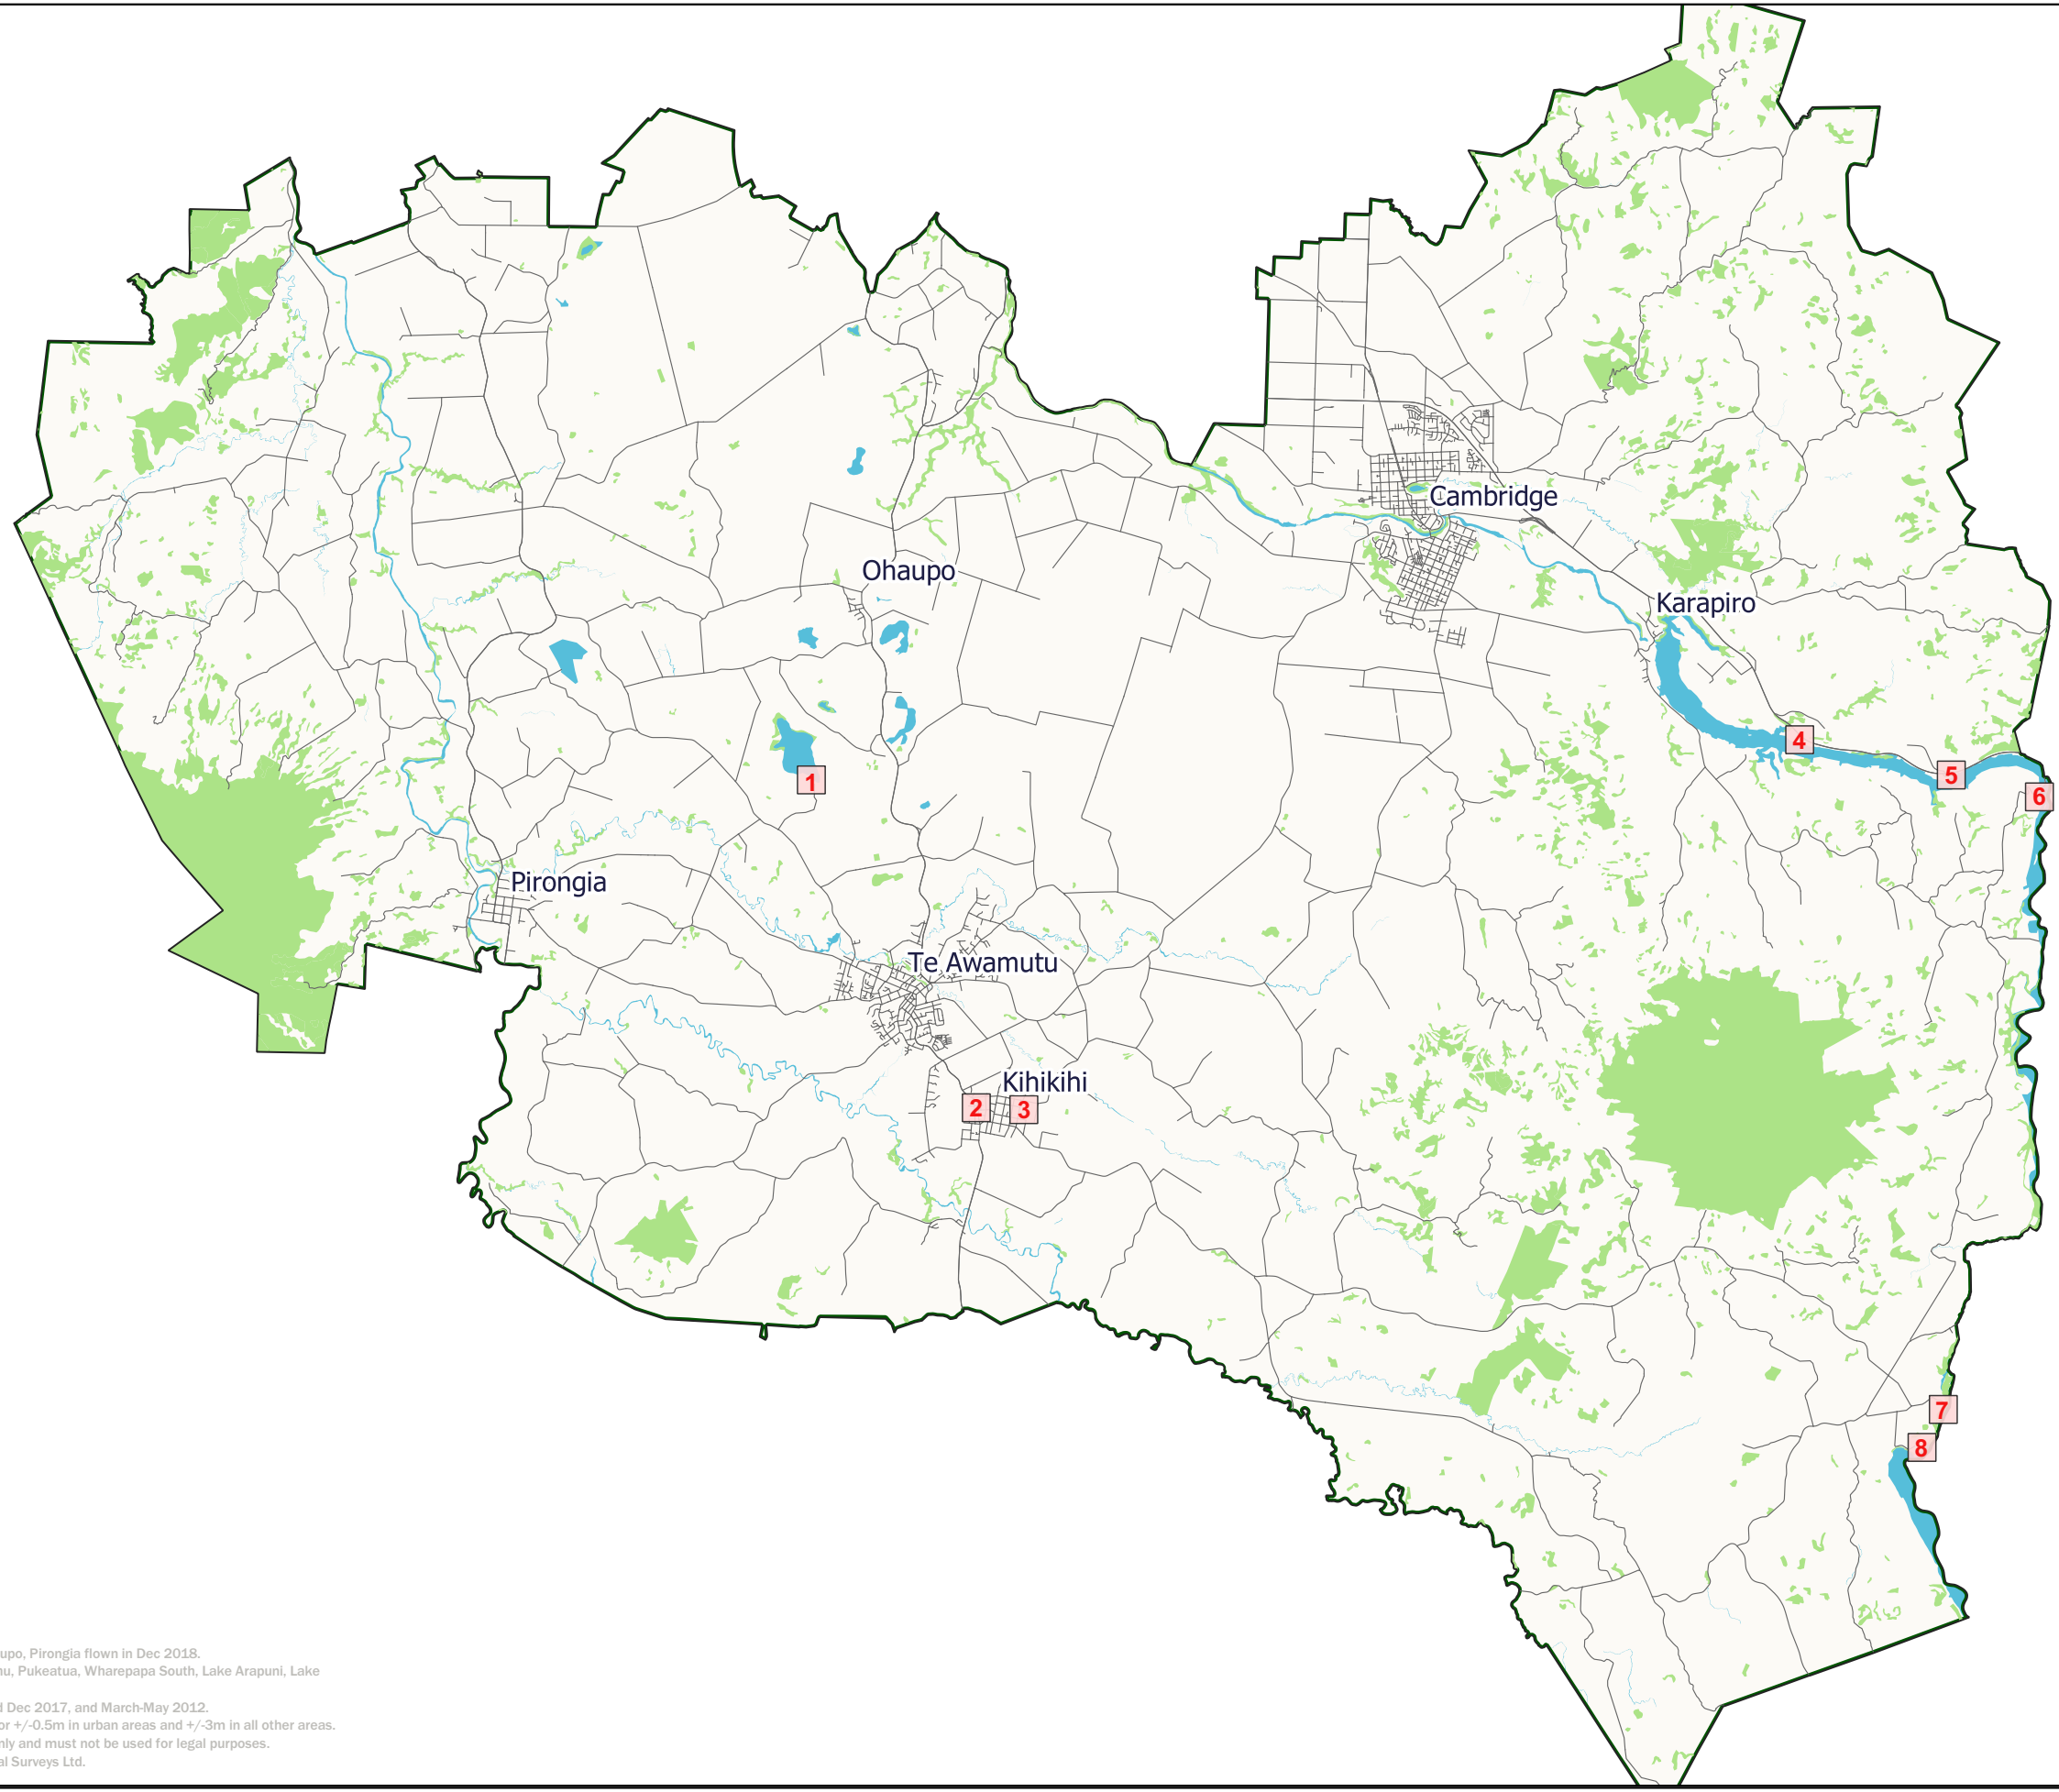 Cambridge
Ohaupo
Karapiro
4
5
1
6
Pirongia
Te Awamutu
Kihikihi
2
3
7
8
upo, Pirongia flown in Dec 2018.
u, Pukeatua, Wharepapa South, Lake Arapuni, Lake
Dec 2017, and March-May 2012.
or +/-0.5m in urban areas and +/-3m in all other areas.
nly and must not be used for legal purposes.
al Surveys Ltd.